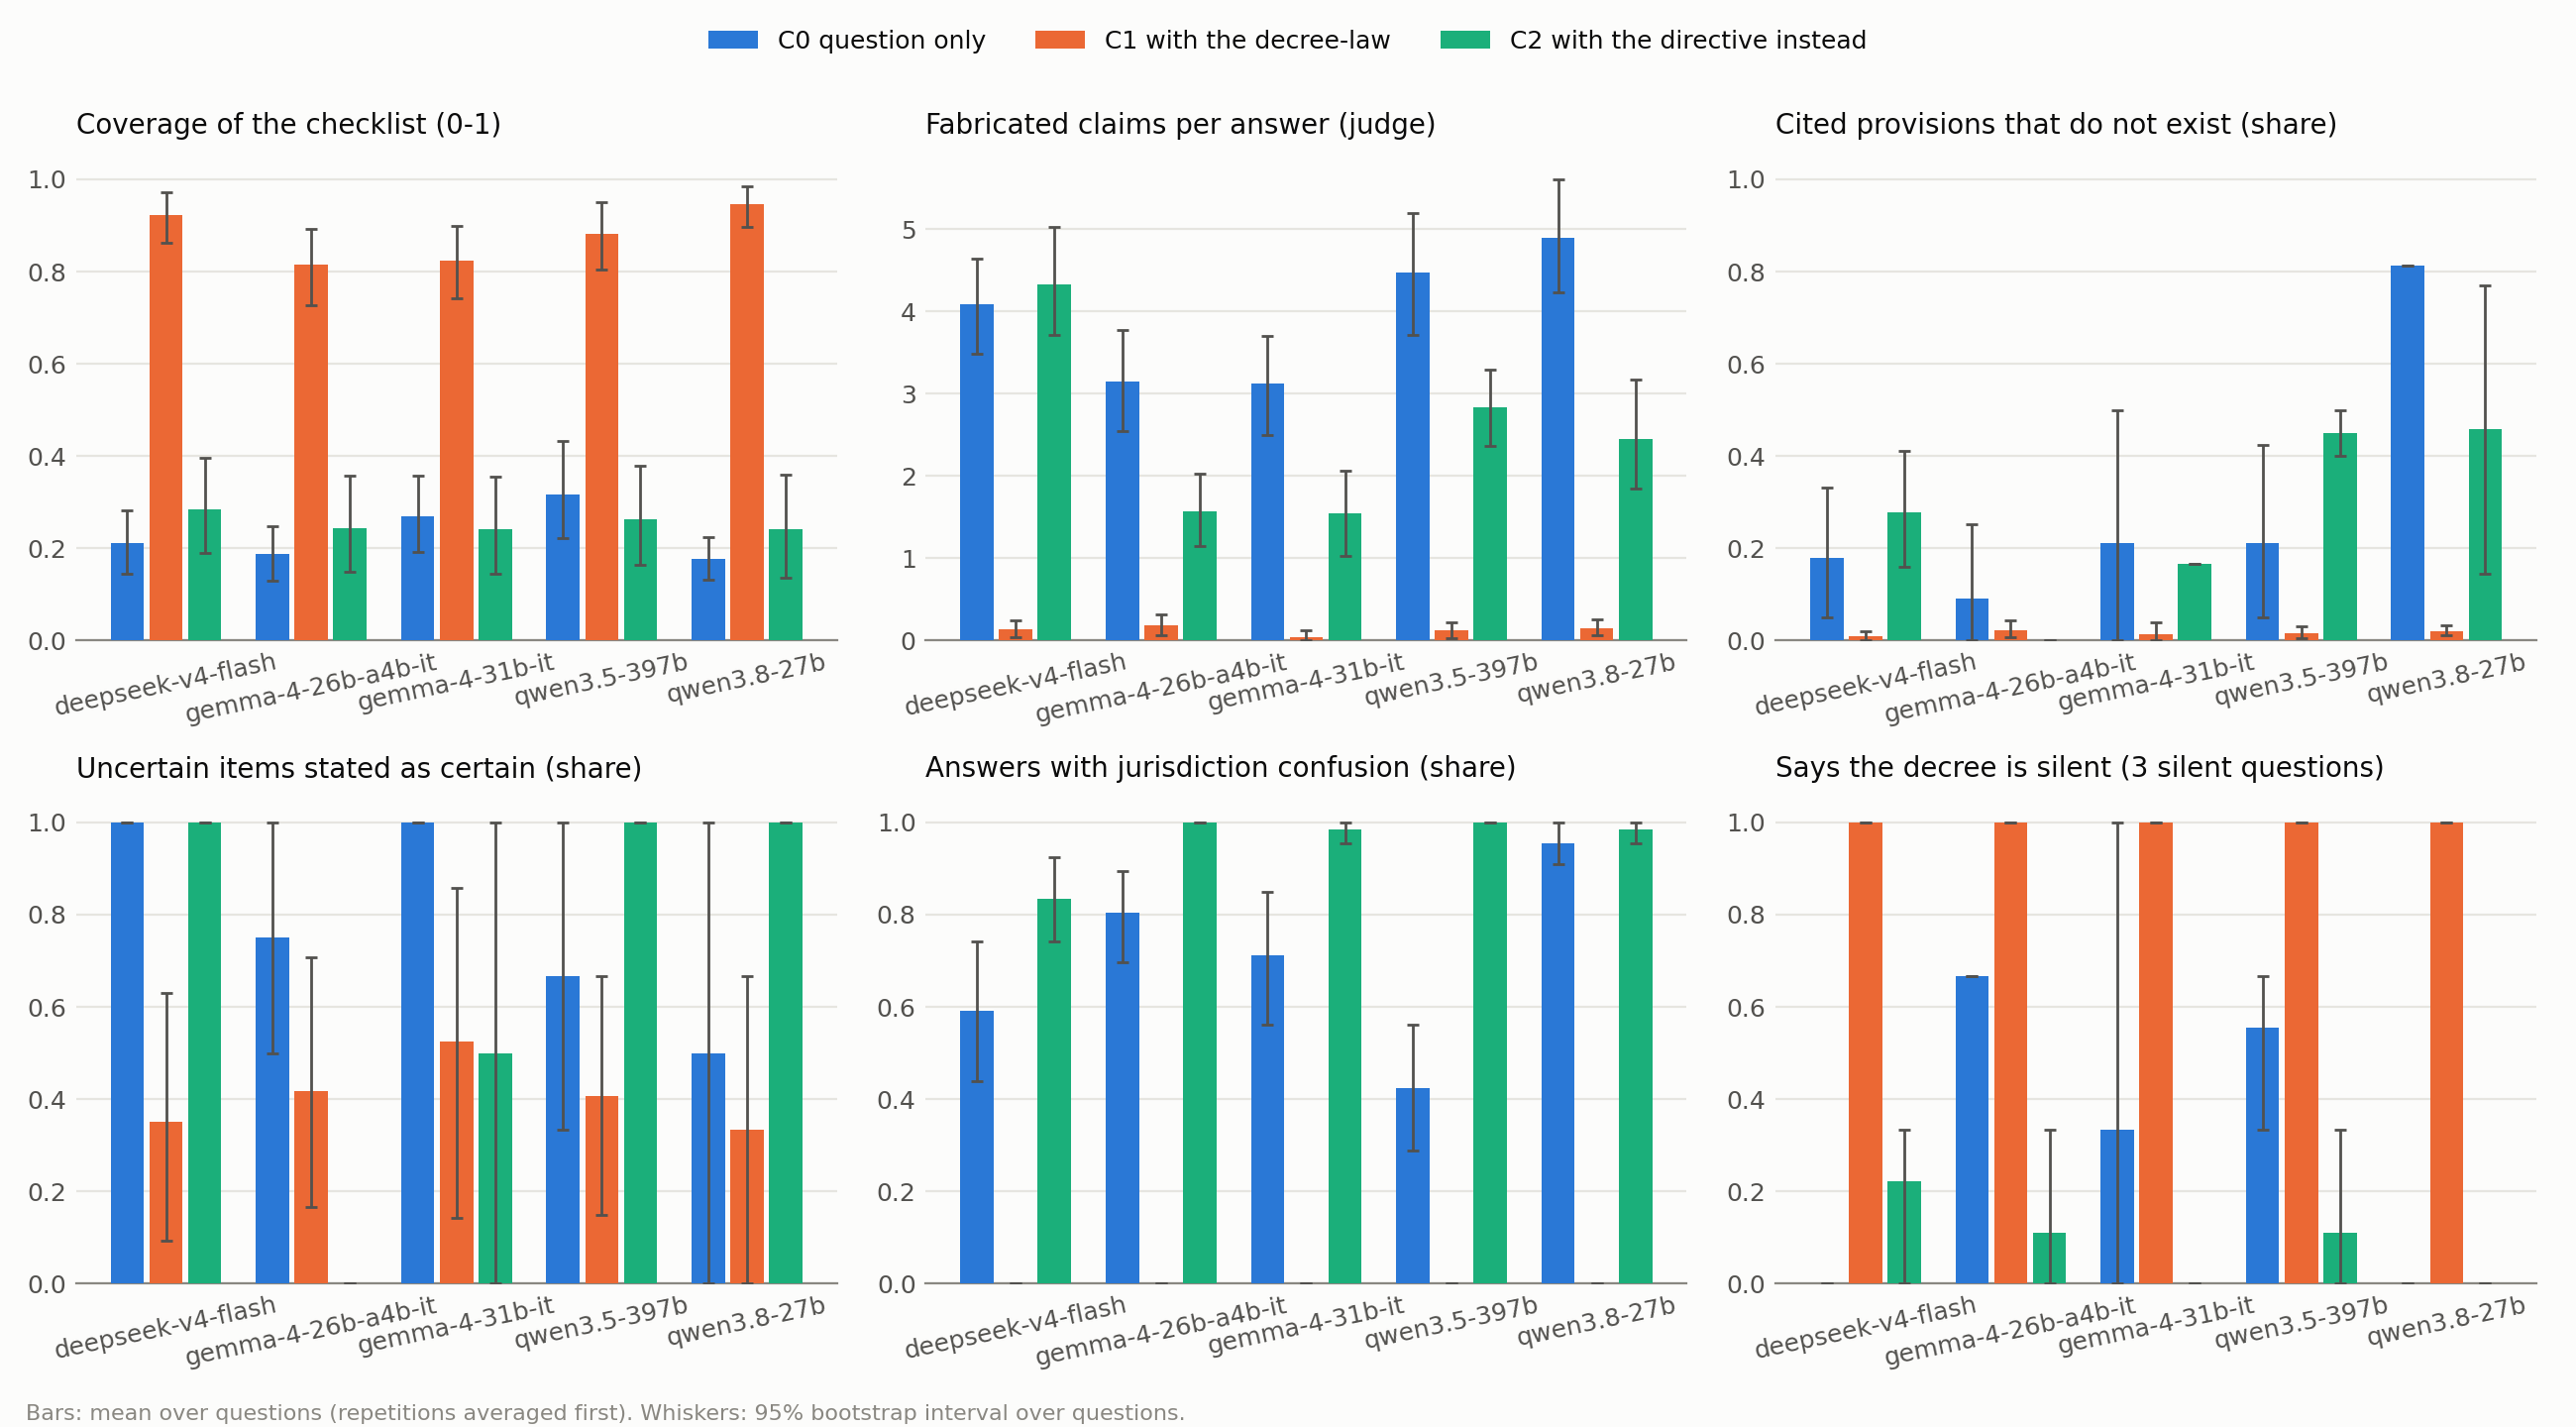 C0 question only C1 with the decree-law C2 with the directive instead
Coverage of the checklist (0-1)
1.0
0.8
0.6
0.4
0.2
0.0
deepseek-v4-flash gemma-4-26b-a4b-it gemma-4-31b-it qwen3.5-397b qwen3.8-27b
Fabricated claims per answer (judge)
5
4
3
2
1
0
deepseek-v4-flash gemma-4-26b-a4b-it gemma-4-31b-it qwen3.5-397b qwen3.8-27b
Cited provisions that do not exist (share)
1.0
0.8
0.6
0.4
0.2
0.0
deepseek-v4-flash gemma-4-26b-a4b-it gemma-4-31b-it qwen3.5-397b qwen3.8-27b
Uncertain items stated as certain (share)
1.0
0.8
0.6
0.4
0.2
0.0
deepseek-v4-flash gemma-4-26b-a4b-it gemma-4-31b-it qwen3.5-397b qwen3.8-27b
Answers with jurisdiction confusion (share)
1.0
0.8
0.6
0.4
0.2
0.0
deepseek-v4-flash gemma-4-26b-a4b-it gemma-4-31b-it qwen3.5-397b qwen3.8-27b
Says the decree is silent (3 silent questions)
1.0
0.8
0.6
0.4
0.2
0.0
deepseek-v4-flash gemma-4-26b-a4b-it gemma-4-31b-it qwen3.5-397b qwen3.8-27b
Bars: mean over questions (repetitions averaged first). Whiskers: 95% bootstrap interval over questions.